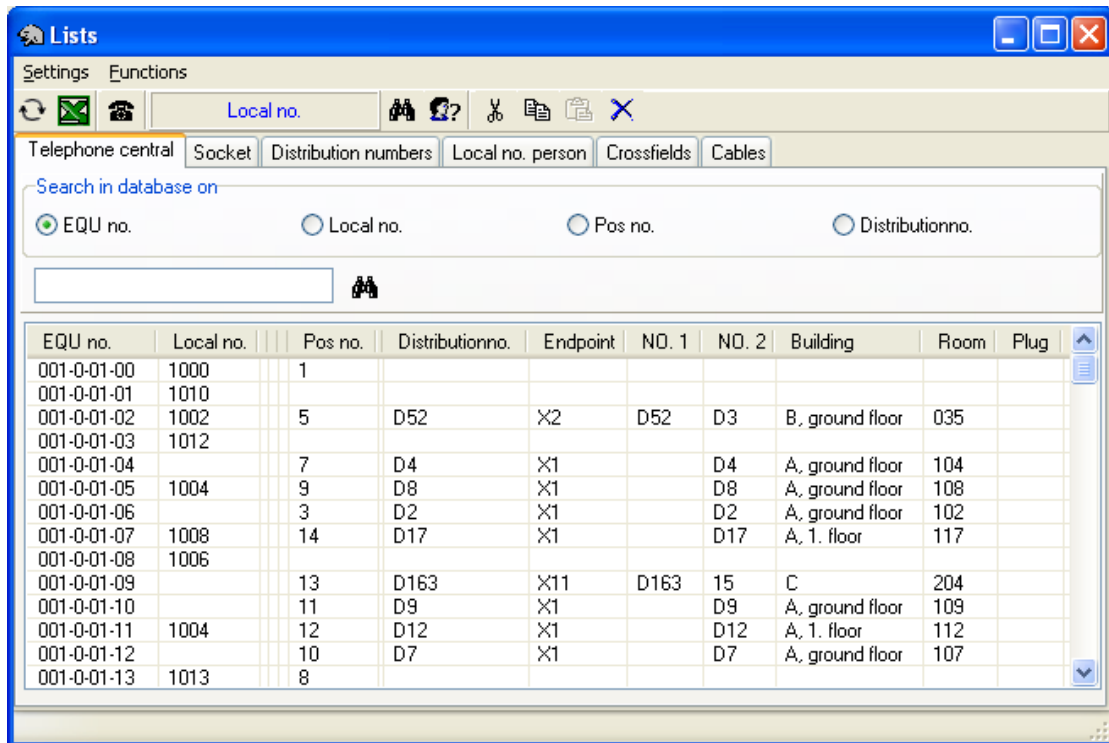 Lists
Settings Functions
Local no. ?
Telephone central Socket Distribution numbers Local no. person Crossfields Cables
Search in database on
EQU no. Local no. Pos no. Distributionno.
EQU no. Local no. Pos no. Distributionno. Endpoint NO. 1 NO. 2 Building Room Plug
001-0-01-00 1000 1
001-0-01-01 1010
001-0-01-02 1002 5 D52 X2 D52 D3 B, ground floor 035
001-0-01-03 1012
001-0-01-04 7 D4 X1 D4 A, ground floor 104
001-0-01-05 1004 9 D8 X1 D8 A, ground floor 108
001-0-01-06 3 D2 X1 D2 A, ground floor 102
001-0-01-07 1008 14 D17 X1 D17 A, 1. floor 117
001-0-01-08 1006
001-0-01-09 13 D163 X11 D163 15 C 204
001-0-01-10 11 D9 X1 D9 A, ground floor 109
001-0-01-11 1004 12 D12 X1 D12 A, 1. floor 112
001-0-01-12 10 D7 X1 D7 A, ground floor 107
001-0-01-13 1013 8